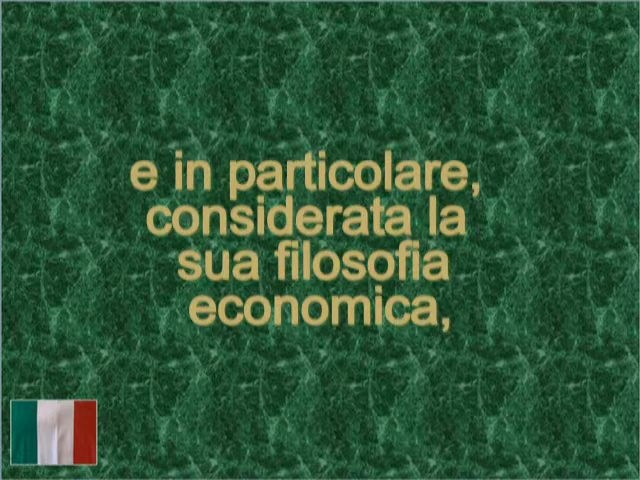 e in particolare,
considerata la
sua filosofia
economica,